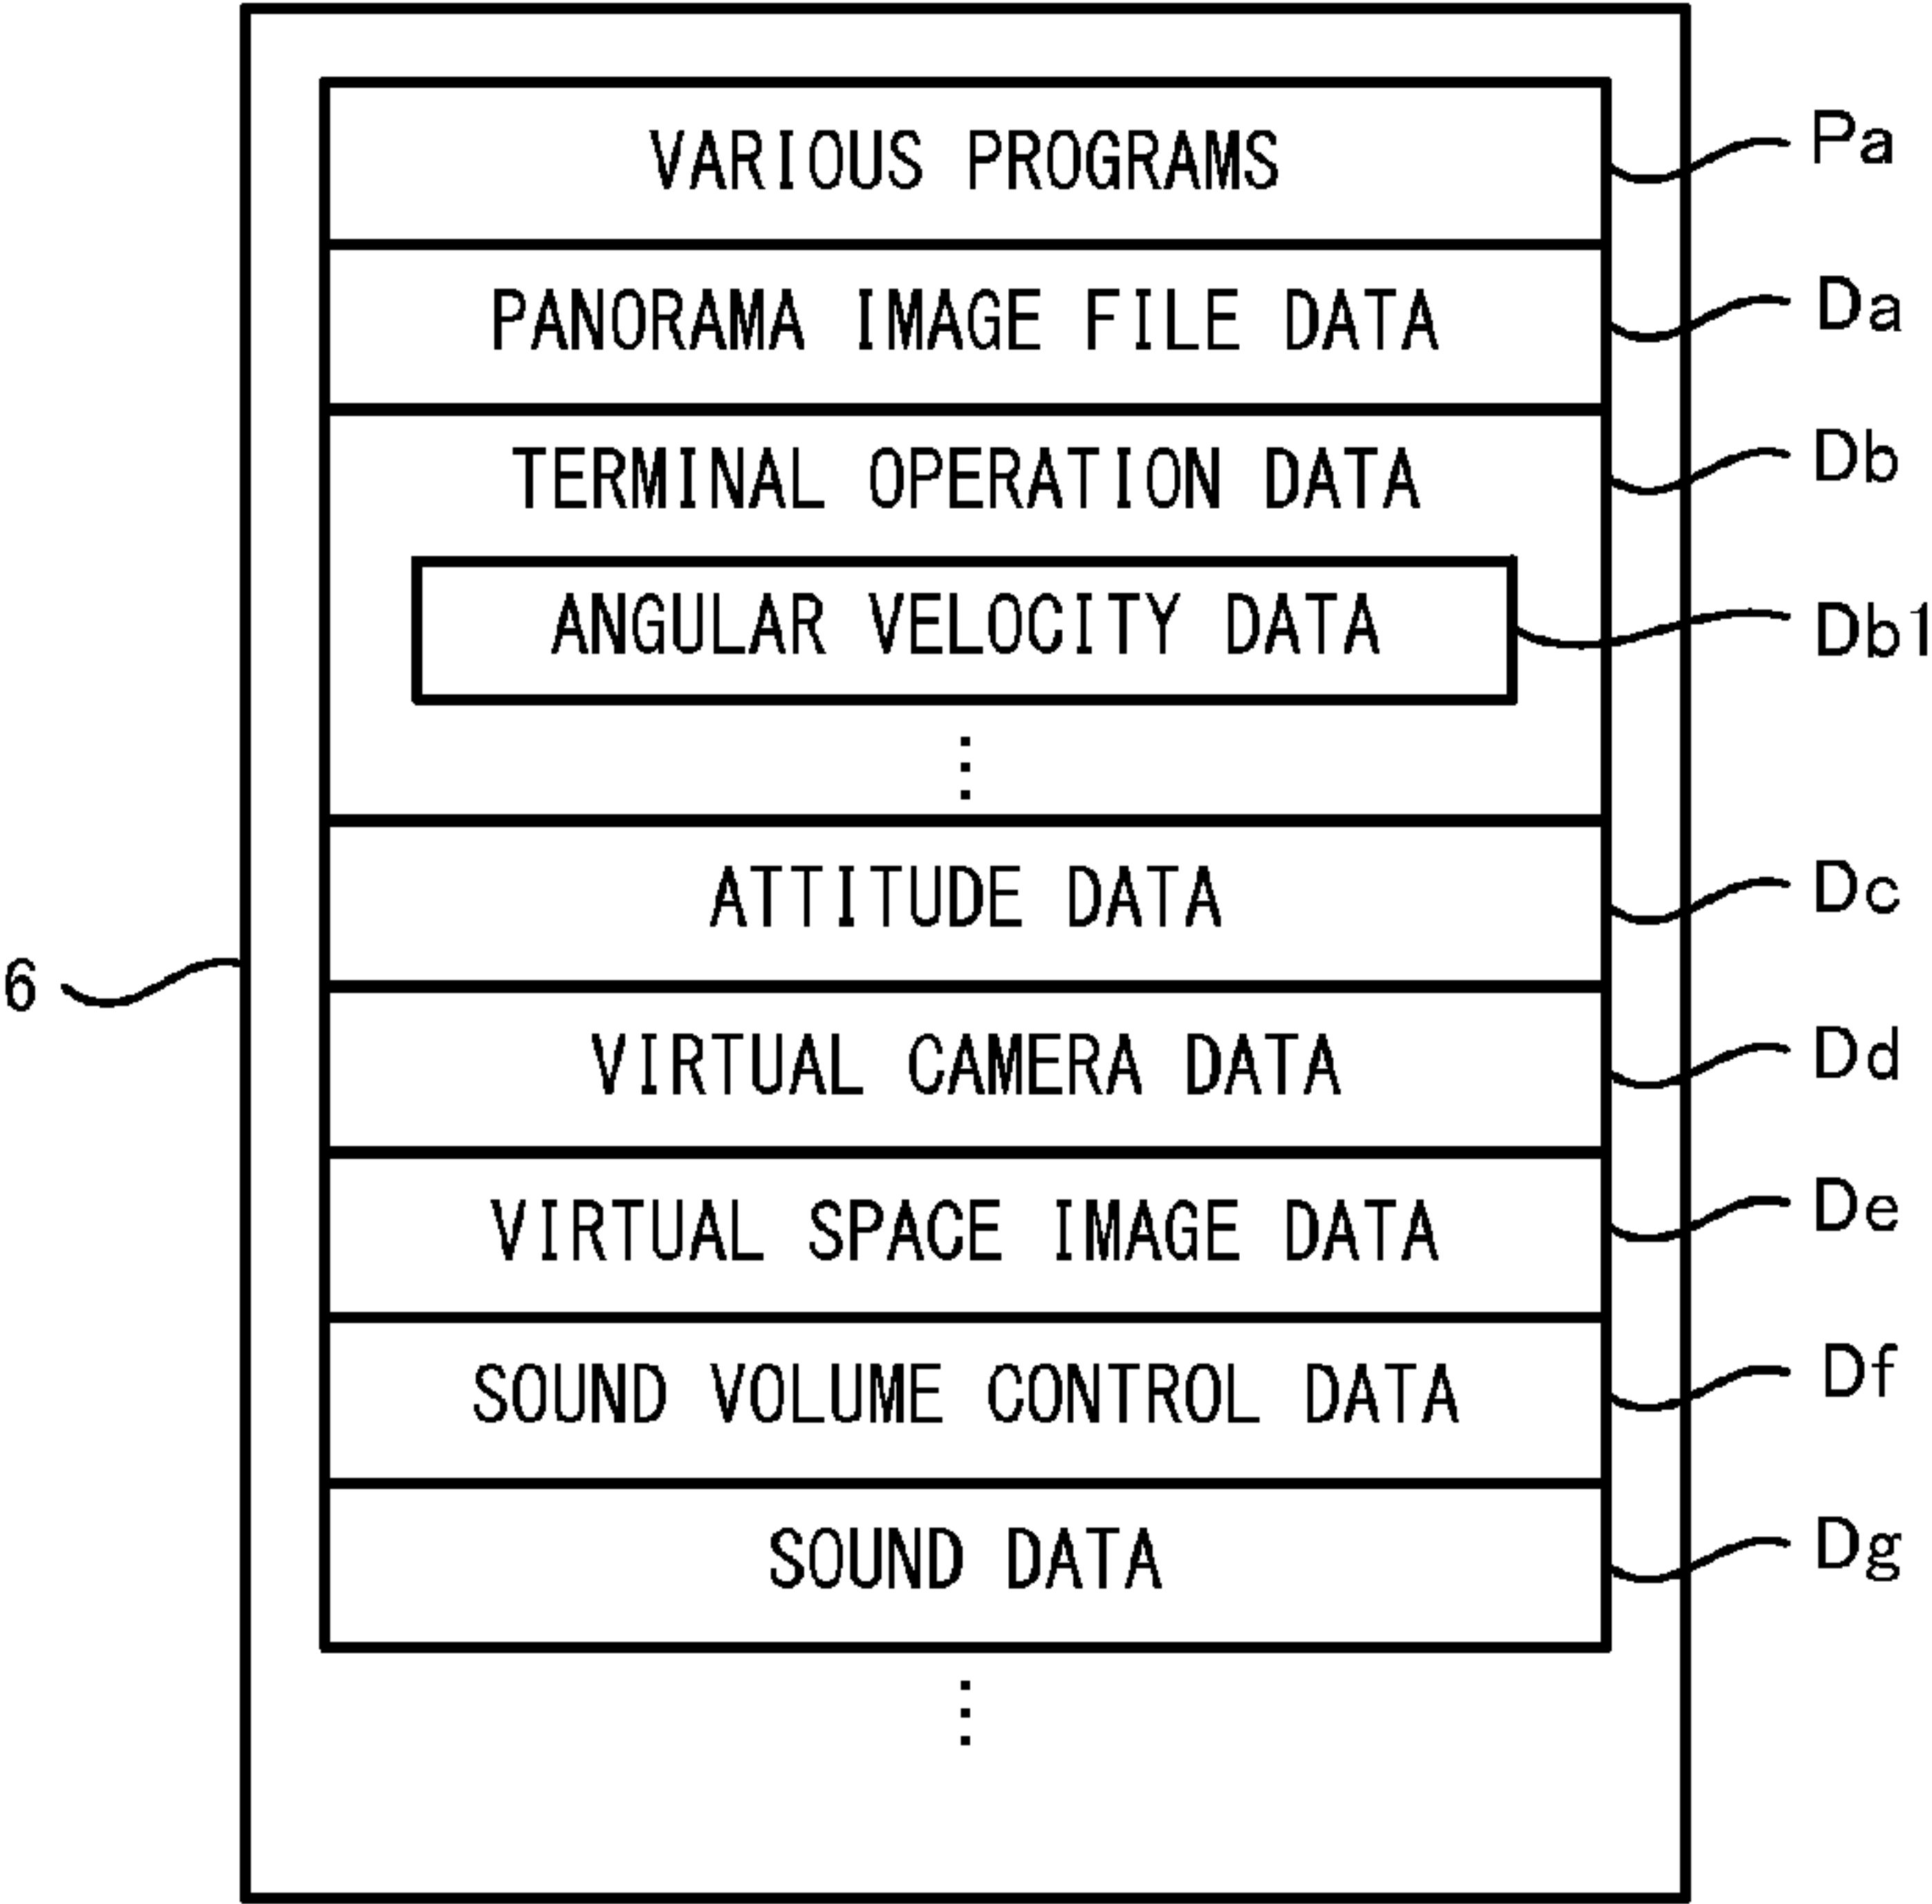 VARIOUS PROGRAMS Pa
PANORAMA IMAGE FILE DATA Da
TERMINAL OPERATION DATA Db
ANGULAR VELOCITY DATA Db1
⋮
ATTITUDE DATA Dc
6
VIRTUAL CAMERA DATA Dd
VIRTUAL SPACE IMAGE DATA De
SOUND VOLUME CONTROL DATA Df
SOUND DATA Dg
⋮